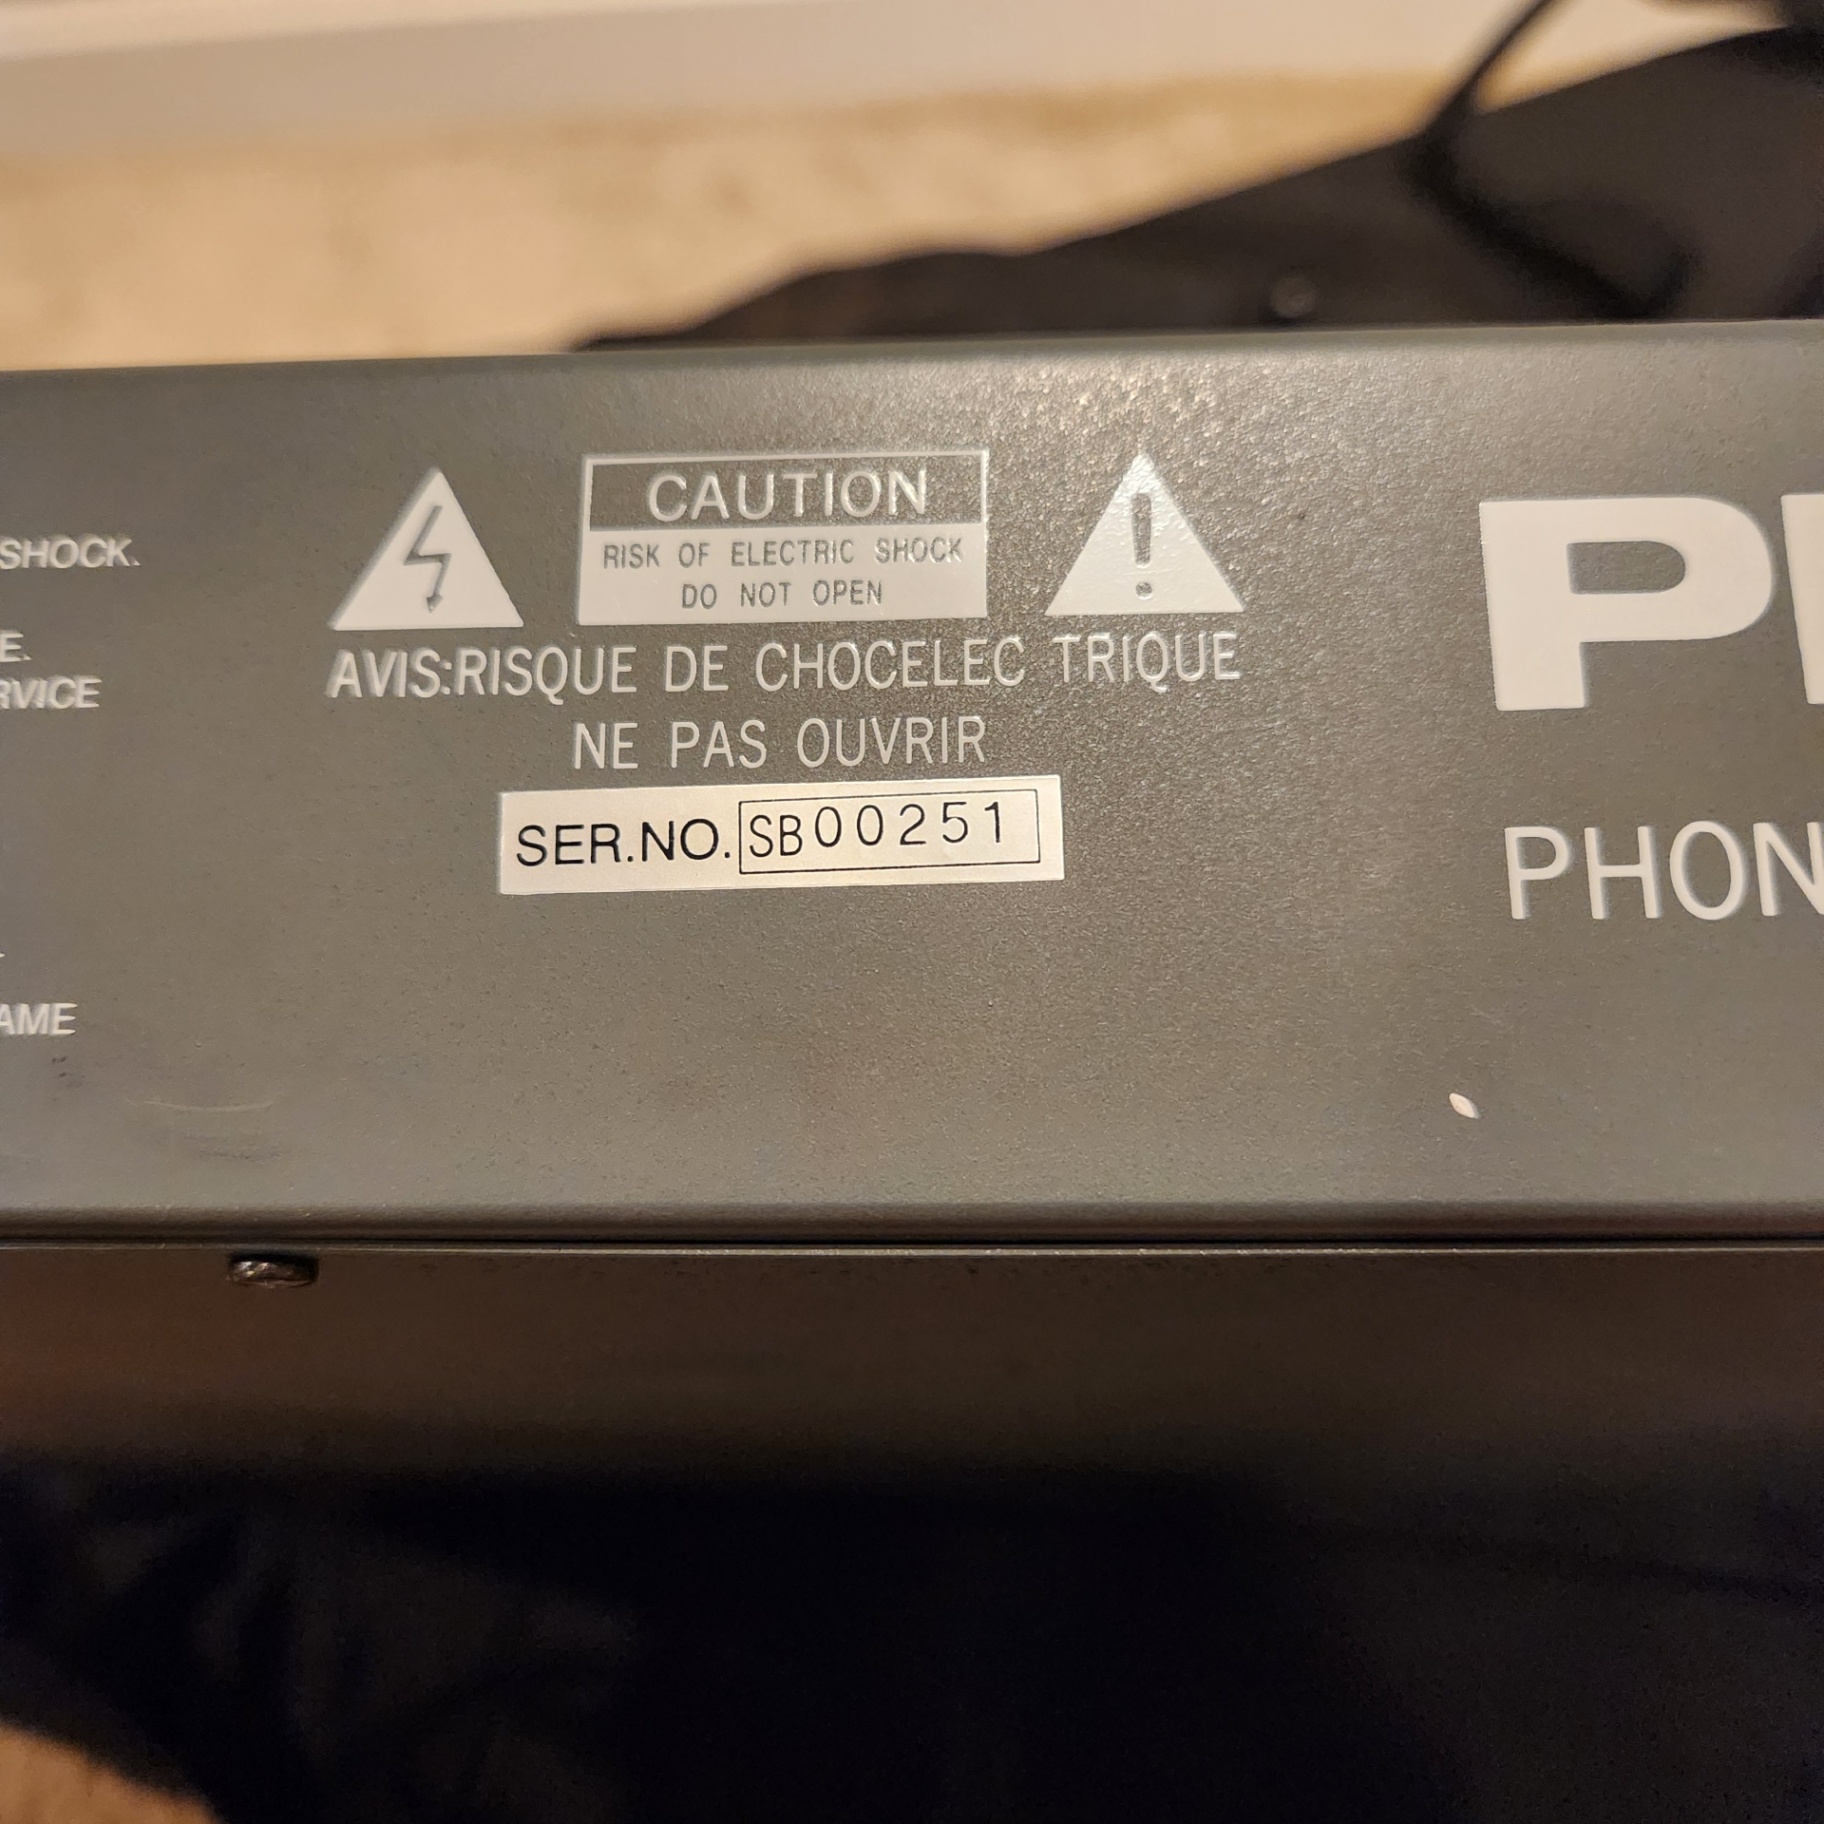 SHOCK.
E.
RVICE
AME
CAUTION
RISK OF ELECTRIC SHOCK
DO NOT OPEN
AVIS:RISQUE DE CHOCELEC TRIQUE
NE PAS OUVRIR
SER.NO. SB00251
P
PHON